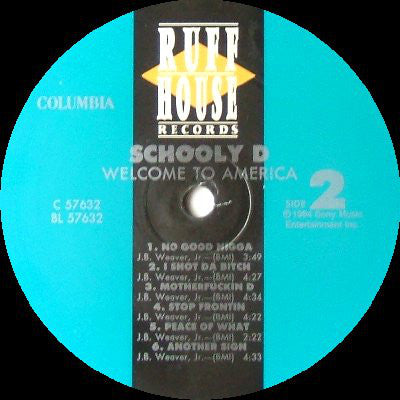 RUFF
HOUSE
RECORDS
COLUMBIA
SCHOOLY D
WELCOME TO AMERICA
C 57632
BL 57632
SIDE 2
©1994 Sony Music
Entertainment Inc.
1. NO GOOD NIGGA
J.B. Weaver, Jr.–(BMI) 3:49
2. I SHOT DA BITCH
J.B. Weaver, Jr.–(BMI) 4:27
3. MOTHERFUCKIN D
J.B. Weaver, Jr.–(BMI) 4:34
4. STOP FRONTIN
J.B. Weaver, Jr.–(BMI) 4:22
5. PEACE OF WHAT
J.B. Weaver, Jr.–(BMI) 2:22
6. ANOTHER SIGN
J.B. Weaver, Jr.–(BMI) 4:33